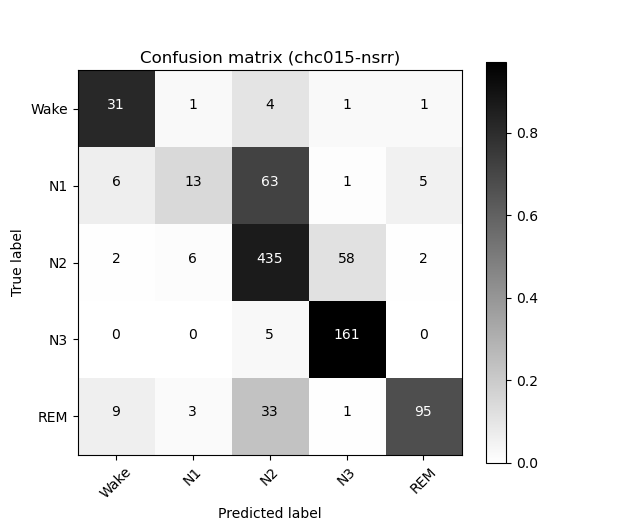 Confusion matrix (chc015-nsrr)
Wake 31 1 4 1 1
N1 6 13 63 1 5
N2 2 6 435 58 2
N3 0 0 5 161 0
REM 9 3 33 1 95
Wake N1 N2 N3 REM
Predicted label
True label
0.8
0.6
0.4
0.2
0.0